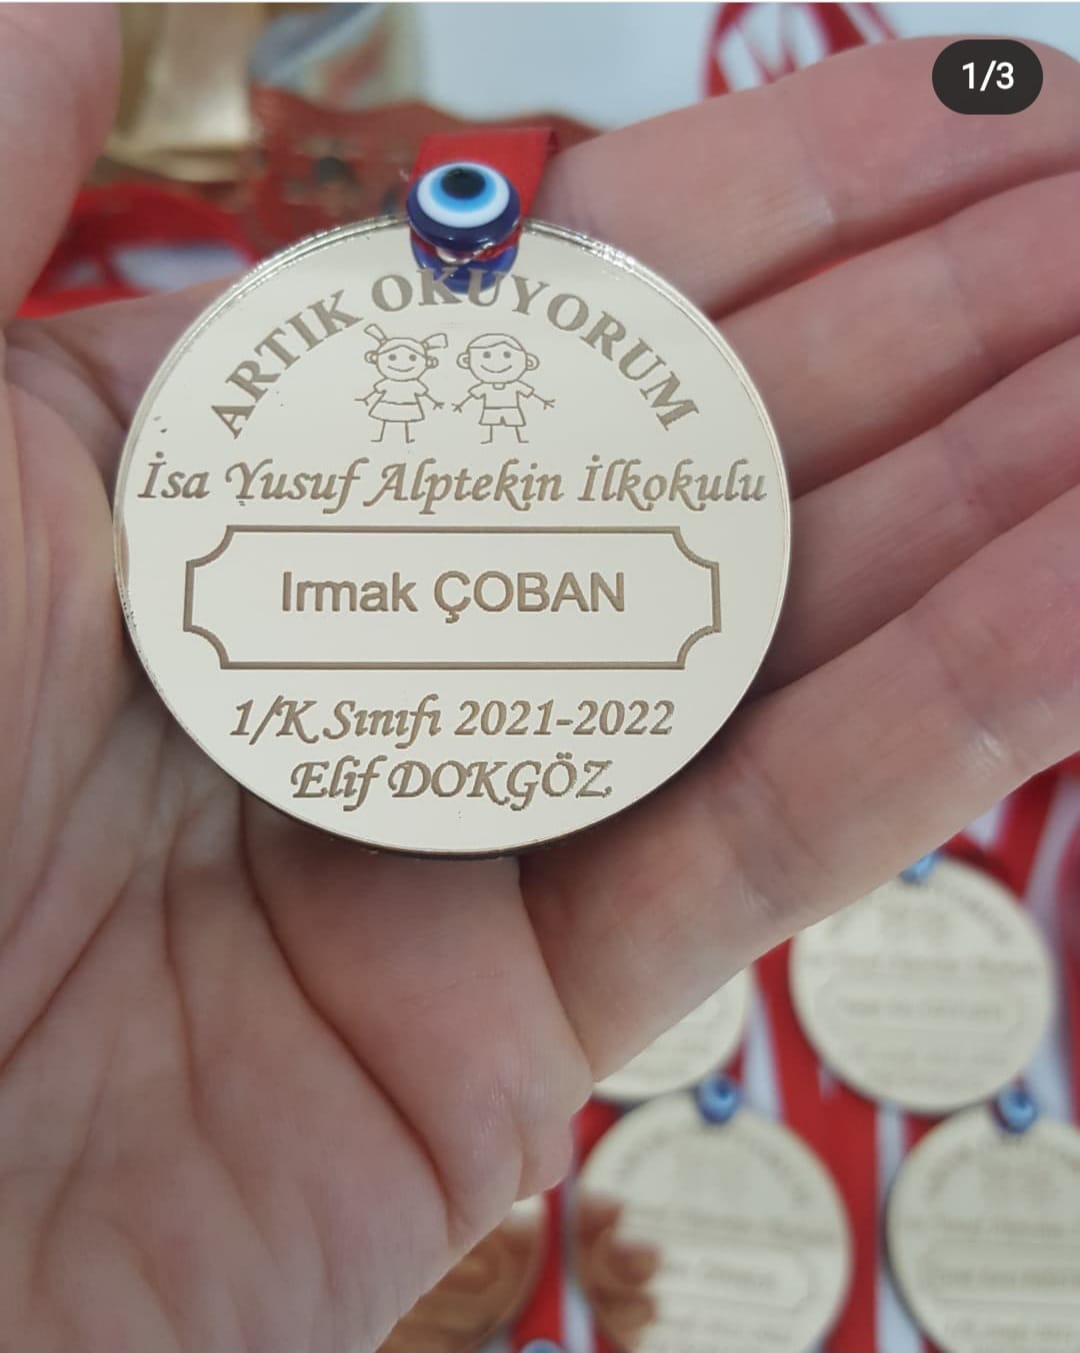 1/3
ARTIK OKUYORUM
İsa Yusuf Alptekin İlkokulu
Irmak ÇOBAN
1/K Sınıfı 2021-2022
Elif DOKGÖZ